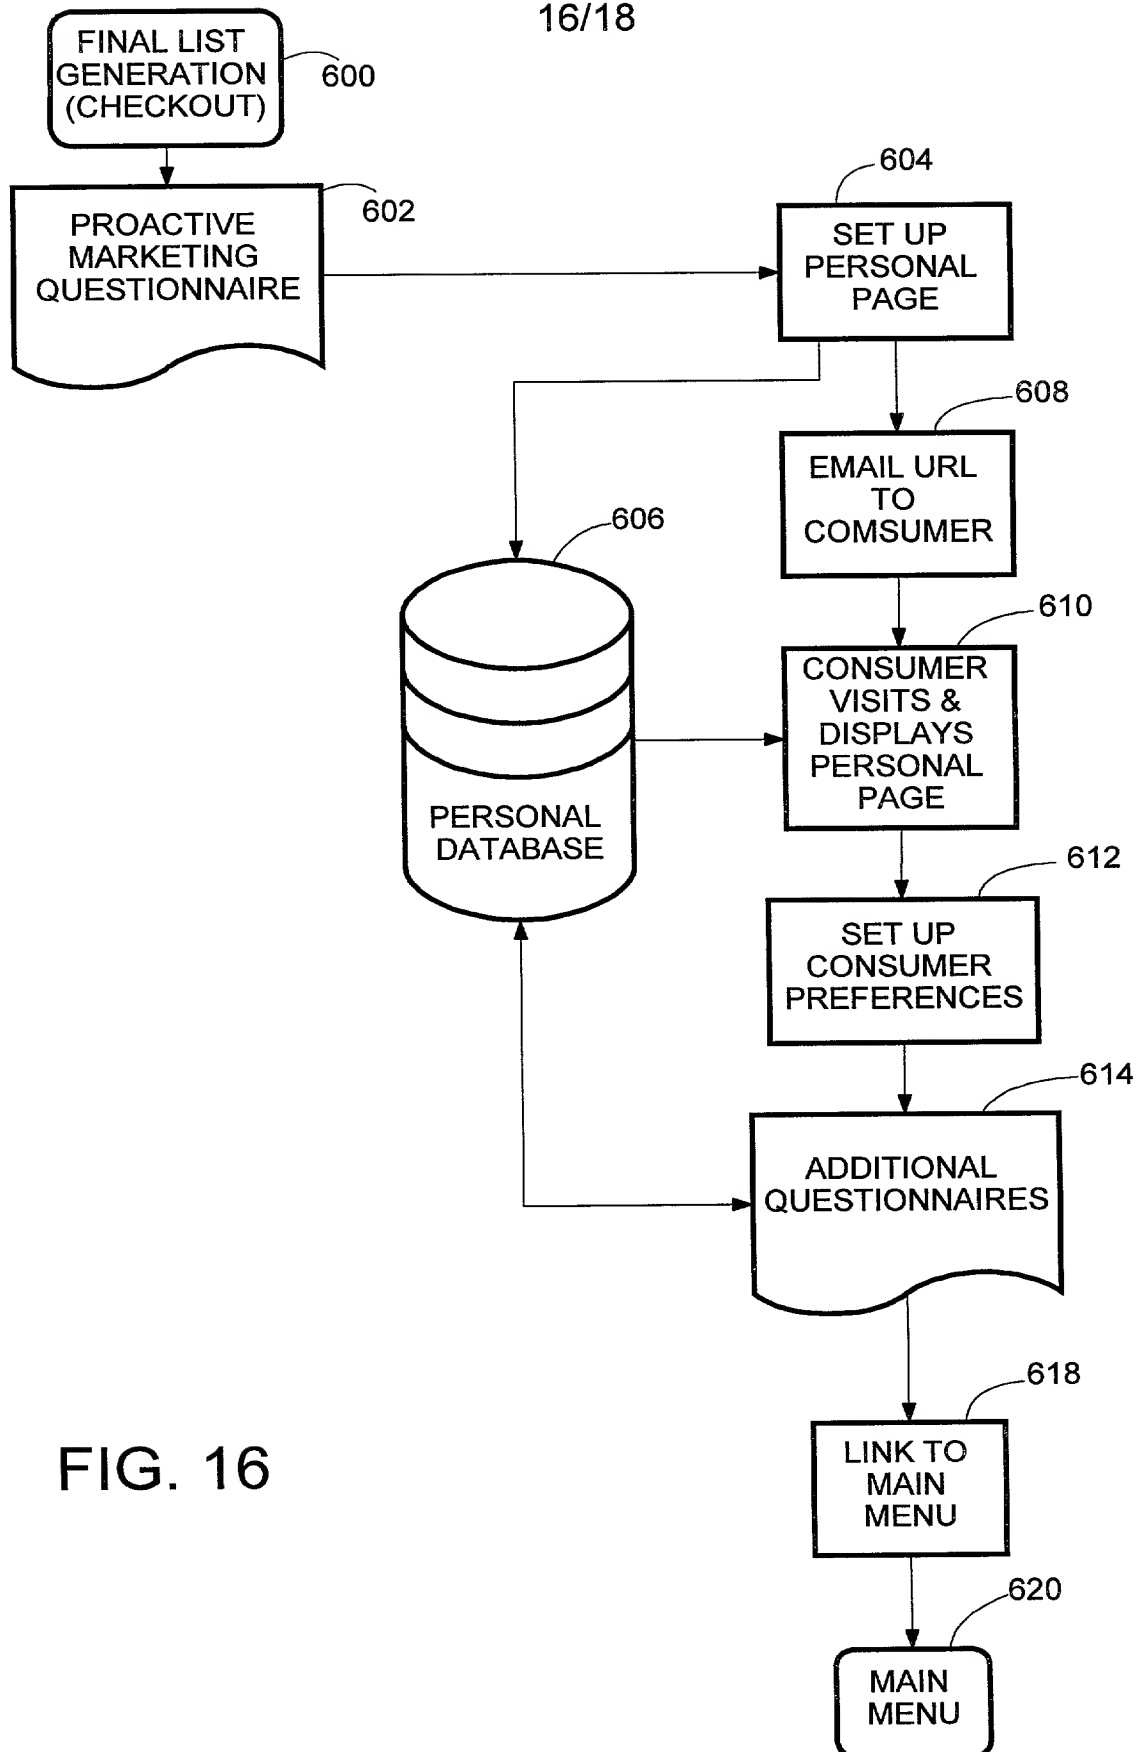 16/18
FINAL LIST
GENERATION
(CHECKOUT)
600
PROACTIVE
MARKETING
QUESTIONNAIRE
602
604
SET UP
PERSONAL
PAGE
608
EMAIL URL
TO
COMSUMER
606
PERSONAL
DATABASE
610
CONSUMER
VISITS &
DISPLAYS
PERSONAL
PAGE
612
SET UP
CONSUMER
PREFERENCES
614
ADDITIONAL
QUESTIONNAIRES
618
LINK TO
MAIN
MENU
620
MAIN
MENU
FIG. 16